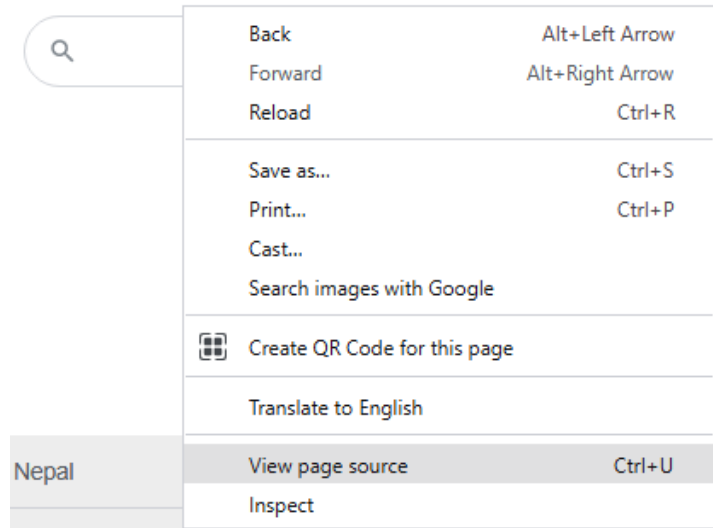 Back Alt+Left Arrow
Forward Alt+Right Arrow
Reload Ctrl+R
Save as... Ctrl+S
Print... Ctrl+P
Cast...
Search images with Google
Create QR Code for this page
Translate to English
Nepal
View page source Ctrl+U
Inspect